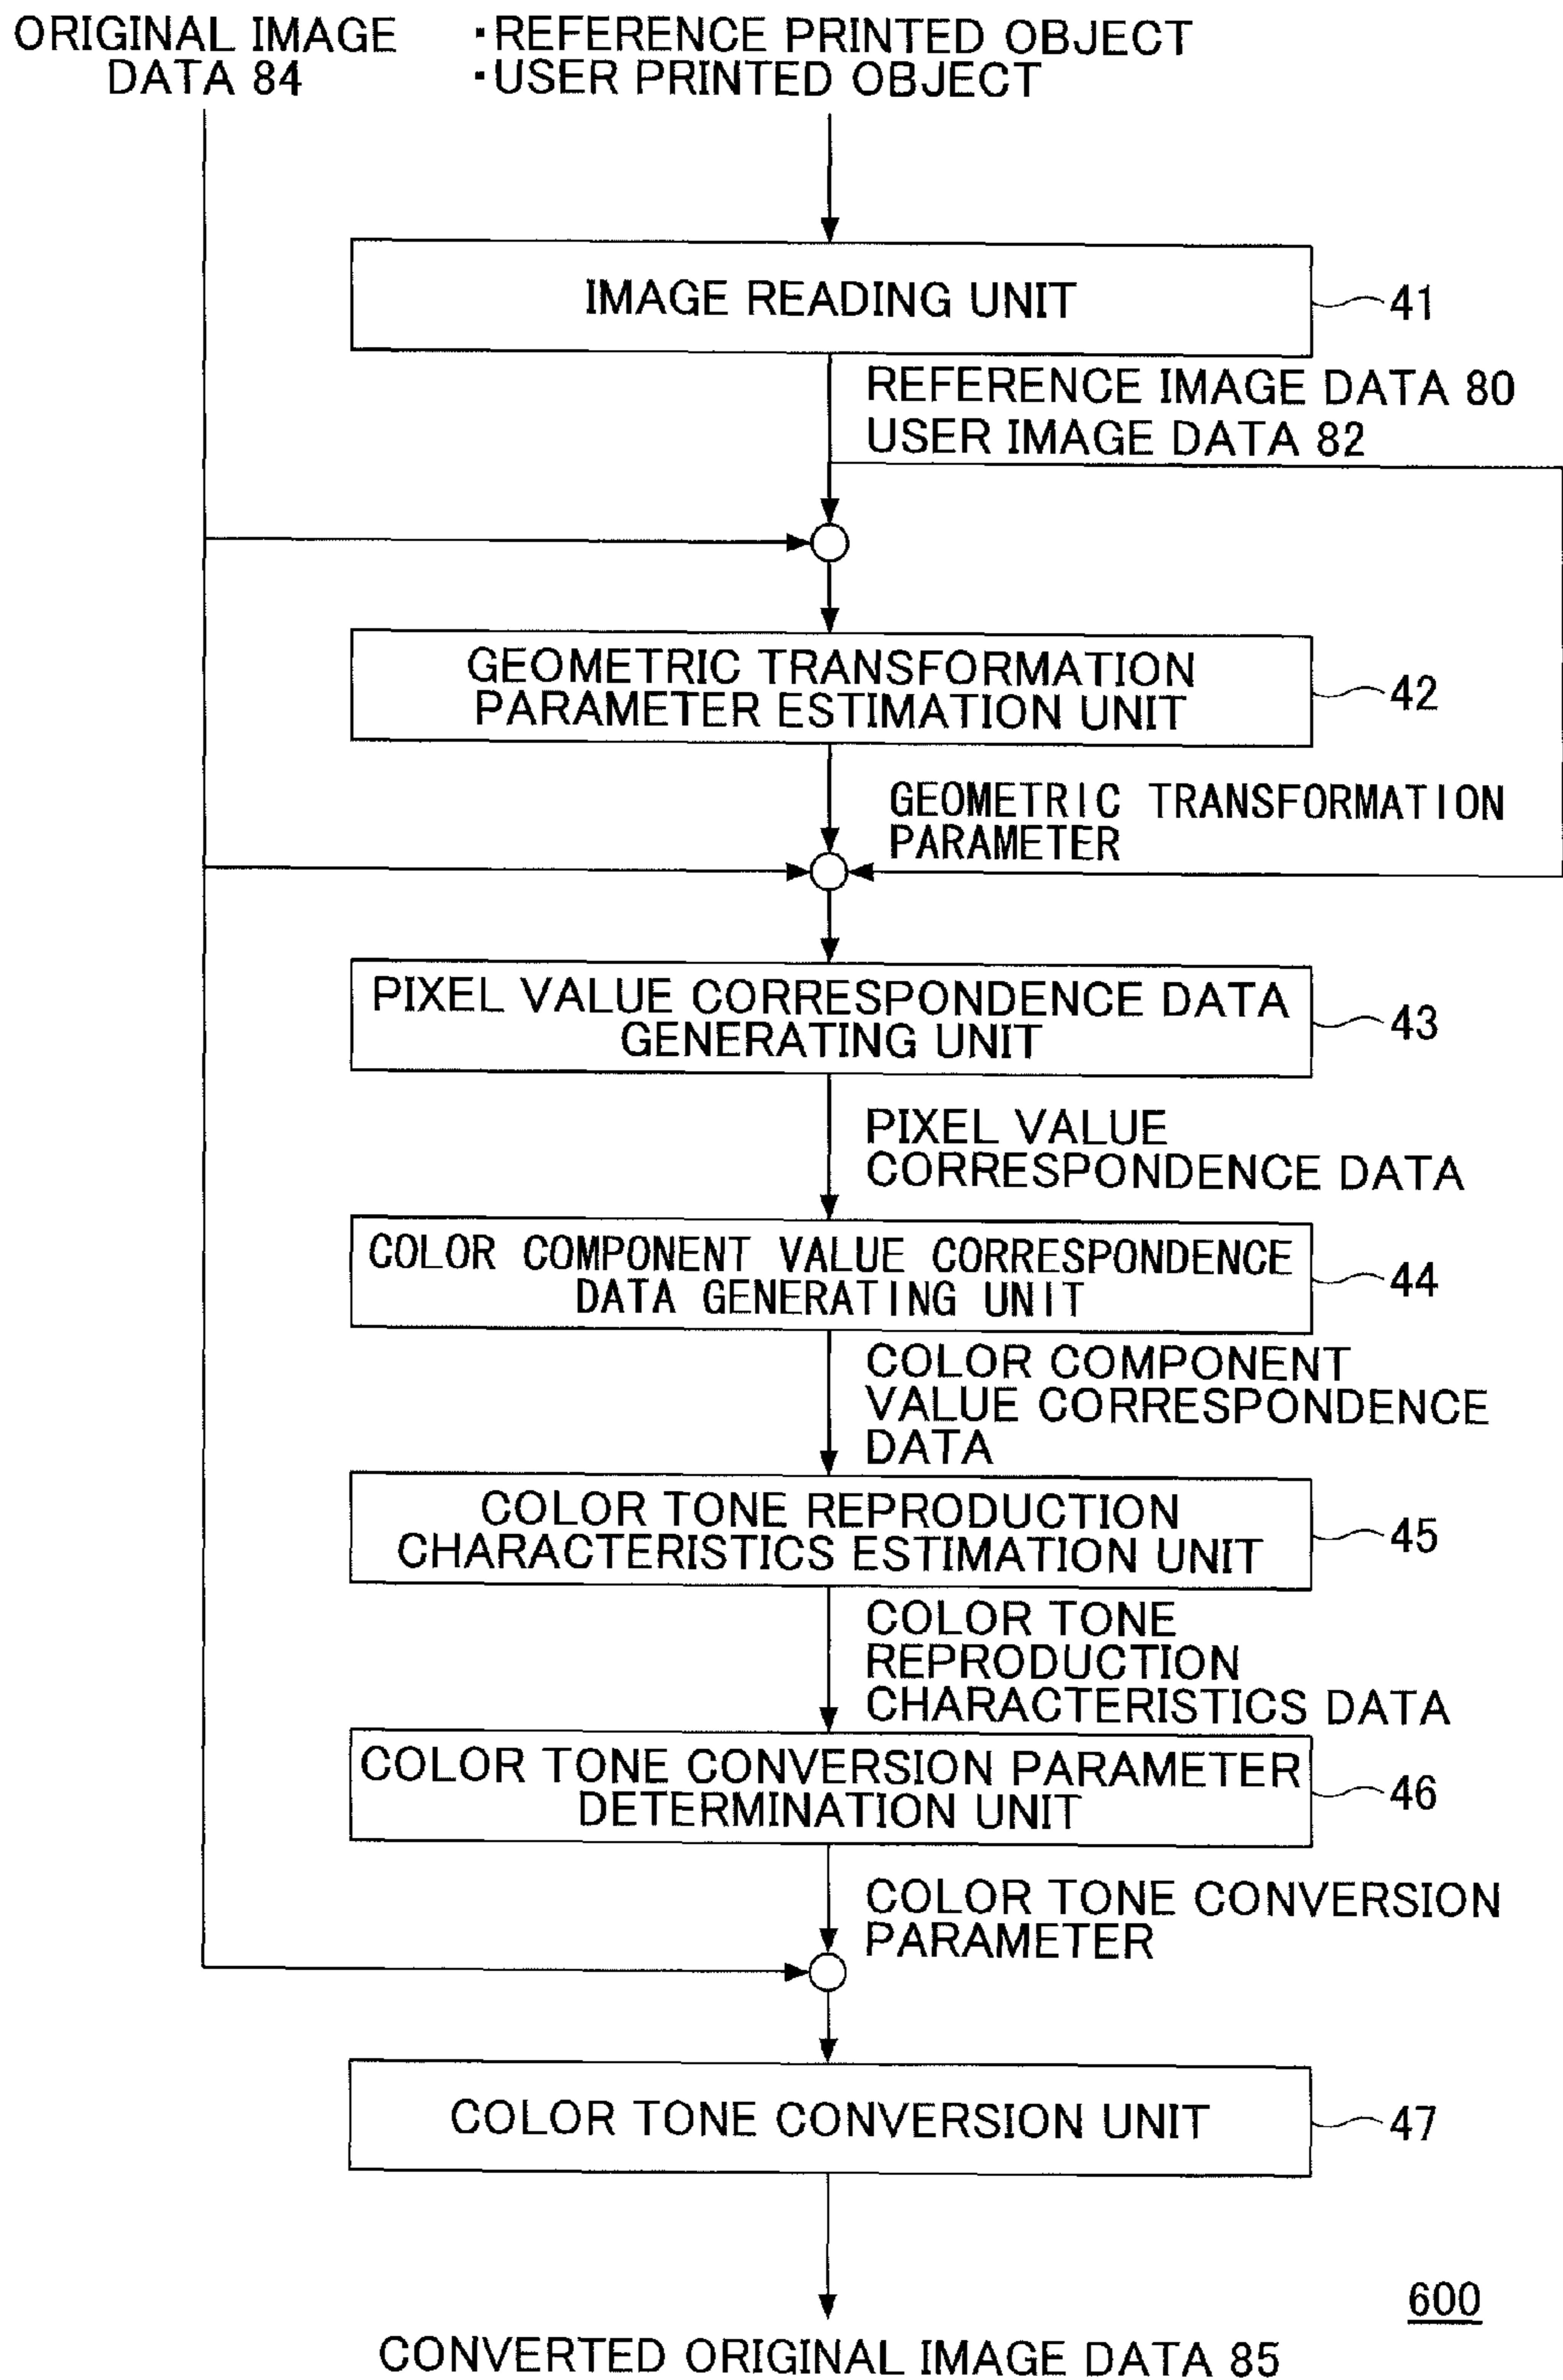 ORIGINAL IMAGE
DATA 84
・REFERENCE PRINTED OBJECT
・USER PRINTED OBJECT
IMAGE READING UNIT
41
REFERENCE IMAGE DATA 80
USER IMAGE DATA 82
GEOMETRIC TRANSFORMATION
PARAMETER ESTIMATION UNIT
42
GEOMETRIC TRANSFORMATION
PARAMETER
PIXEL VALUE CORRESPONDENCE DATA
GENERATING UNIT
43
PIXEL VALUE
CORRESPONDENCE DATA
COLOR COMPONENT VALUE CORRESPONDENCE
DATA GENERATING UNIT
44
COLOR COMPONENT
VALUE CORRESPONDENCE
DATA
COLOR TONE REPRODUCTION
CHARACTERISTICS ESTIMATION UNIT
45
COLOR TONE
REPRODUCTION
CHARACTERISTICS DATA
COLOR TONE CONVERSION PARAMETER
DETERMINATION UNIT
46
COLOR TONE CONVERSION
PARAMETER
COLOR TONE CONVERSION UNIT
47
600
CONVERTED ORIGINAL IMAGE DATA 85